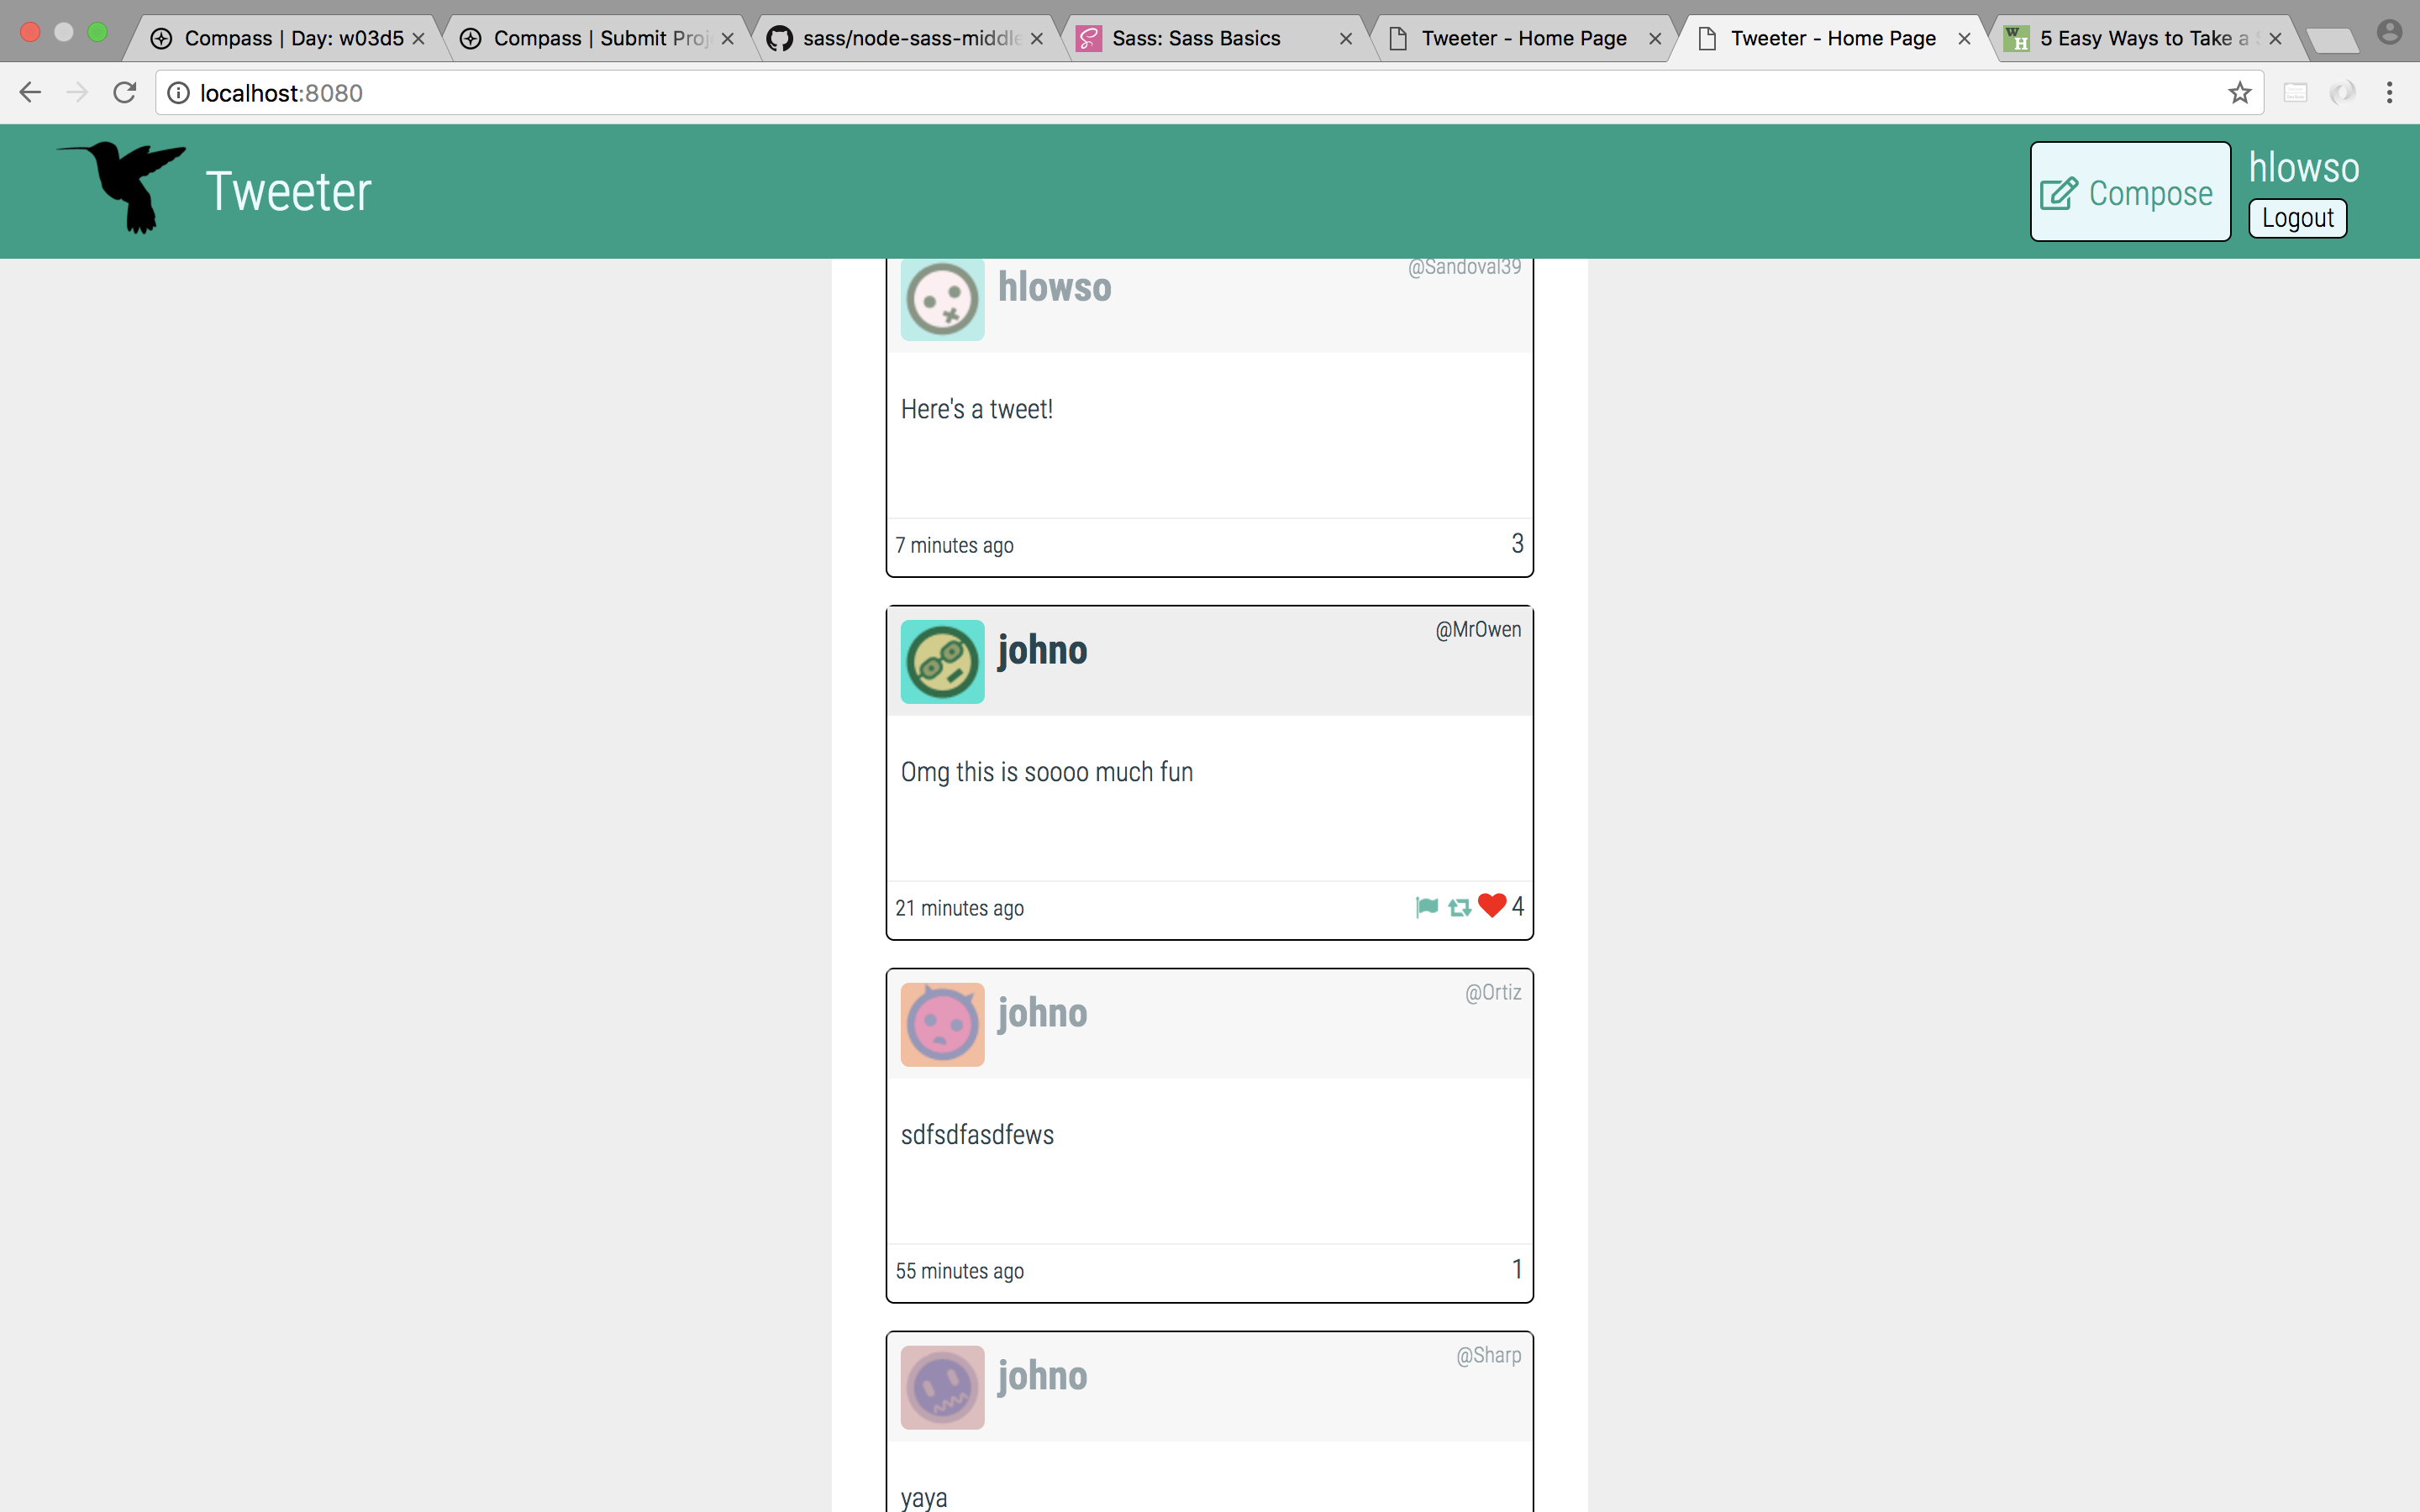 Compass | Day: w03d5
Compass | Submit Proj
sass/node-sass-middle
Sass: Sass Basics
Tweeter - Home Page
Tweeter - Home Page
5 Easy Ways to Take a S
localhost:8080
Tweeter
Compose
hlowso
Logout
hlowso
@Sandoval39
Here's a tweet!
7 minutes ago
3
johno
@MrOwen
Omg this is soooo much fun
21 minutes ago
4
johno
@Ortiz
sdfsdfasdfews
55 minutes ago
1
johno
@Sharp
yaya